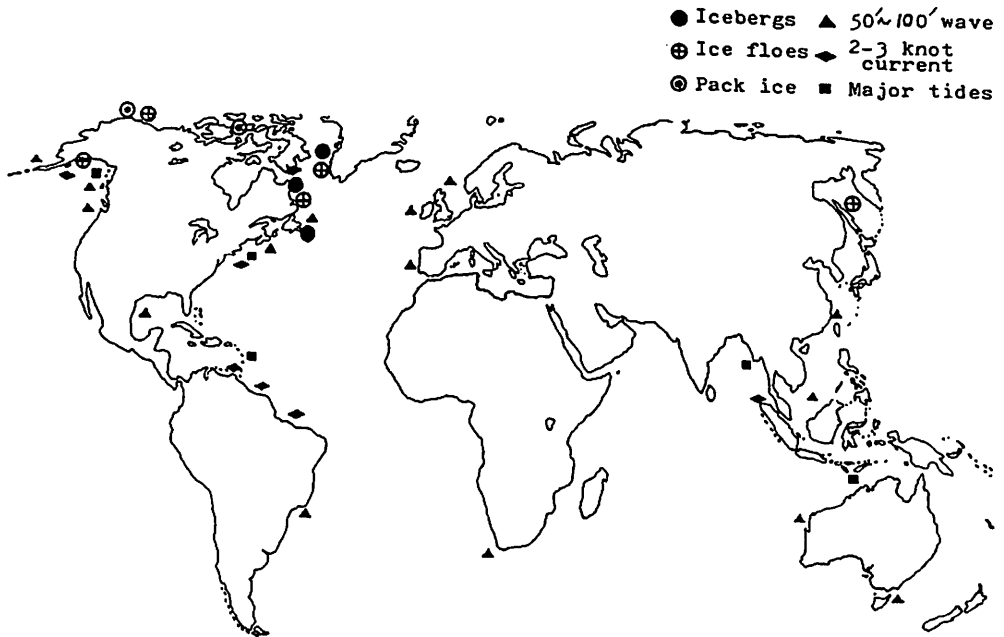 Icebergs
50′~100′ wave
Ice floes
2-3 knot
current
Pack ice
Major tides